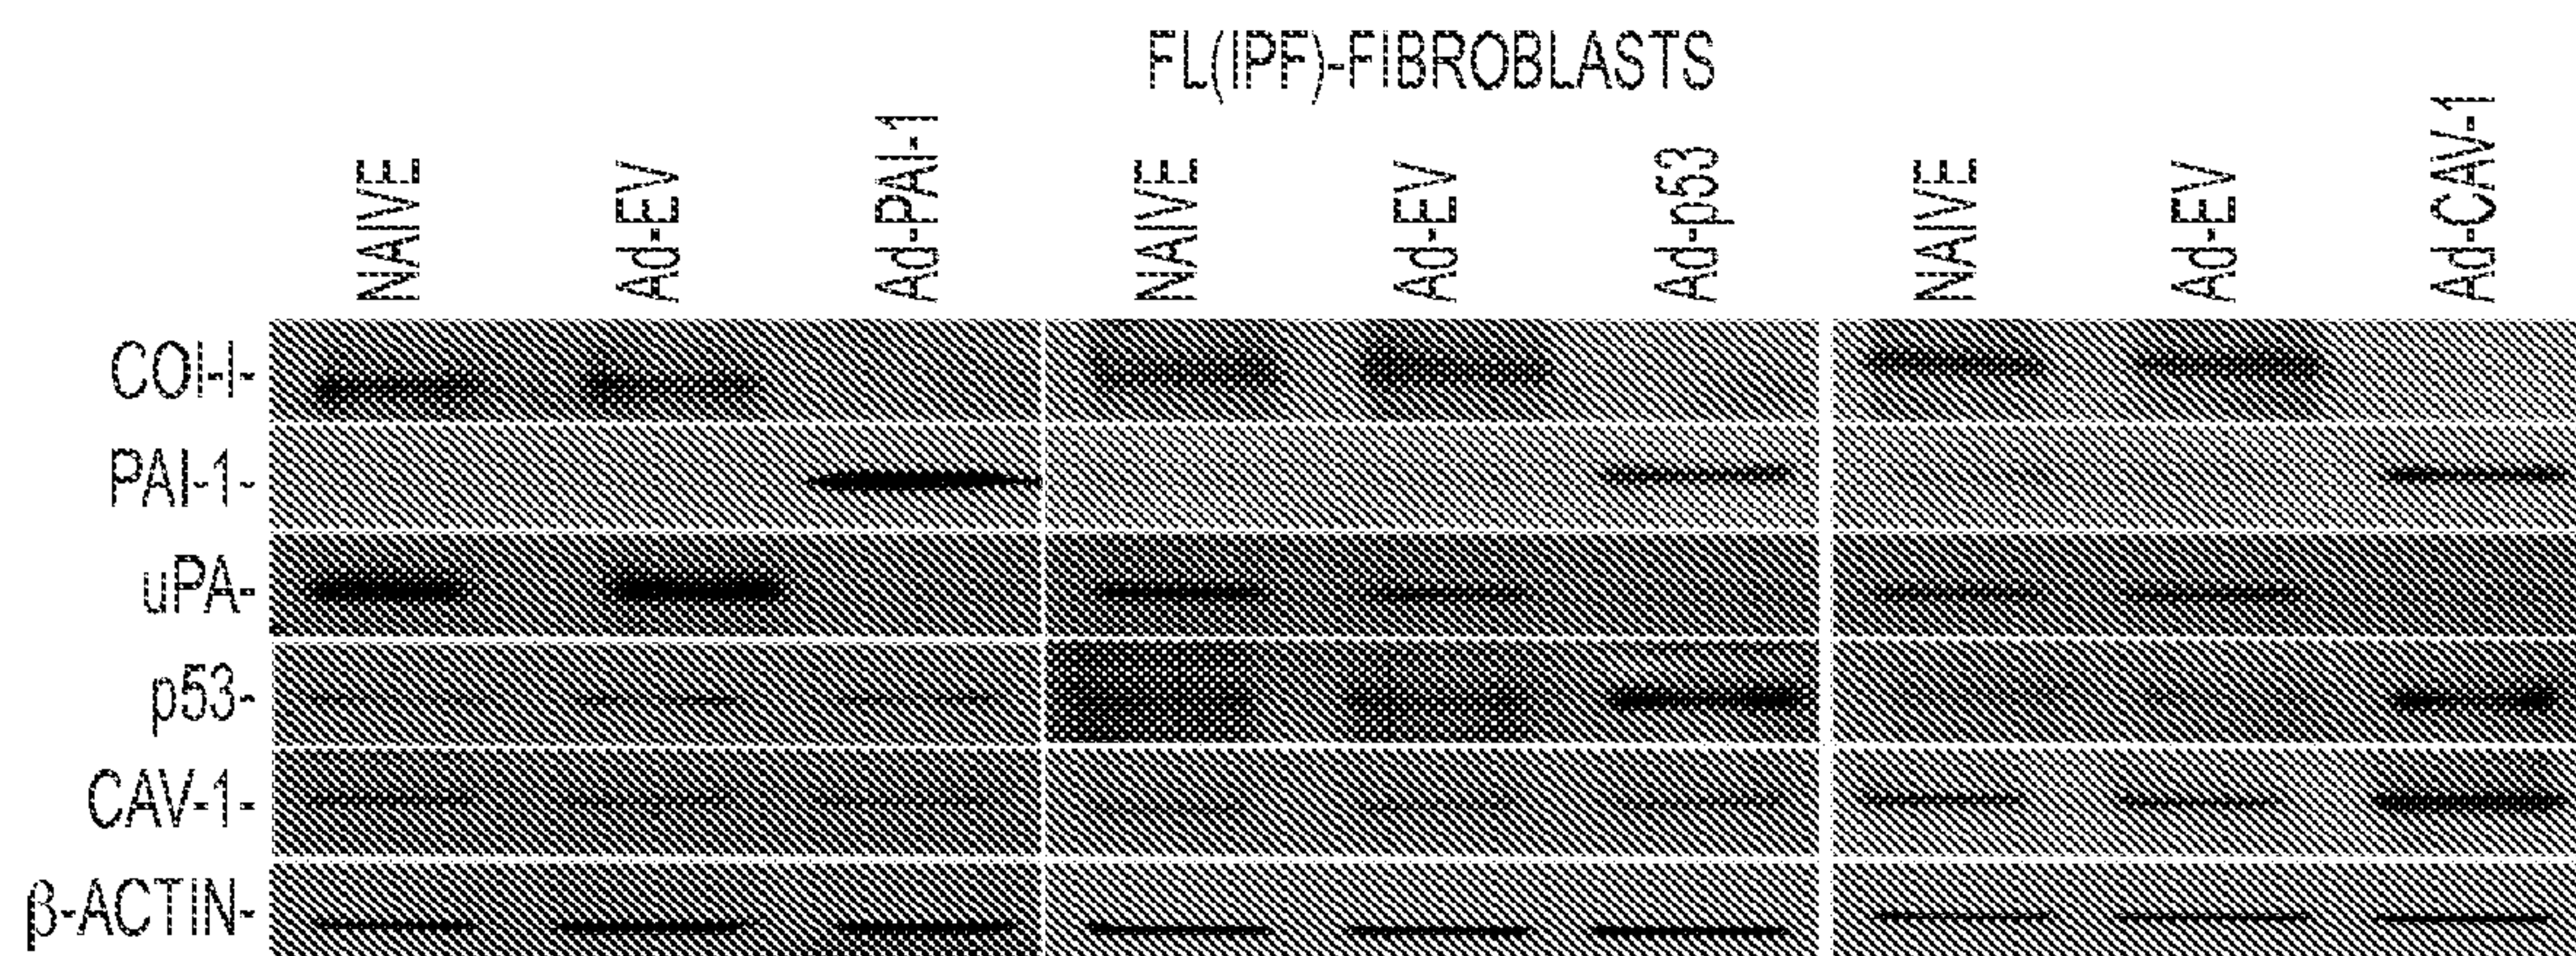 FL(IPF)-FIBROBLASTS
NAIVE Ad-EV Ad-PAI-1 NAIVE Ad-EV Ad-p53 NAIVE Ad-EV Ad-CAV-1
COI-I-
PAI-1-
uPA-
p53-
CAV-1-
β-ACTIN-